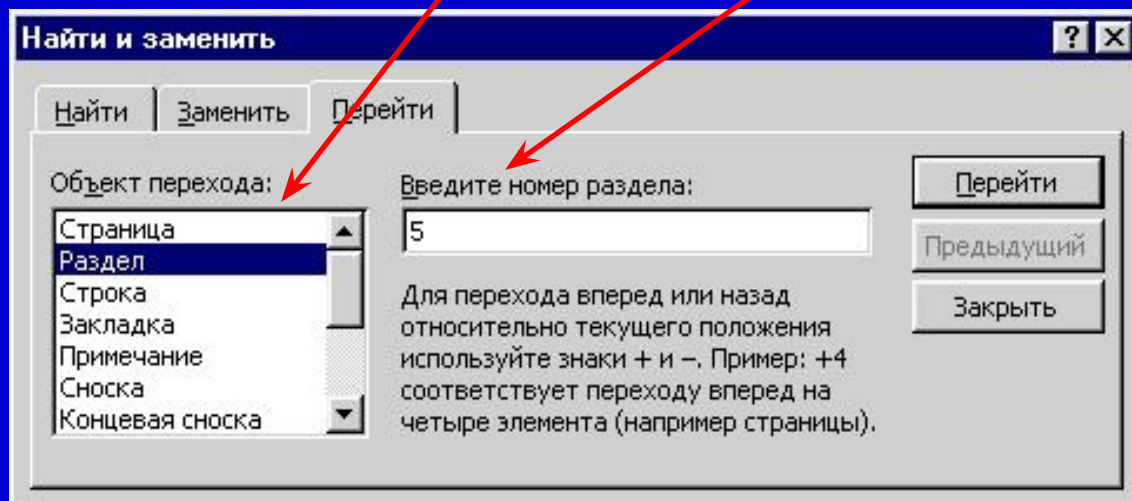 Найти и заменить
Найти Заменить Перейти
Объект перехода:
Страница
Раздел
Строка
Закладка
Примечание
Сноска
Концевая сноска
Введите номер раздела:
5
Для перехода вперед или назад
относительно текущего положения
используйте знаки + и –. Пример: +4
соответствует переходу вперед на
четыре элемента (например страницы).
Перейти
Предыдущий
Закрыть